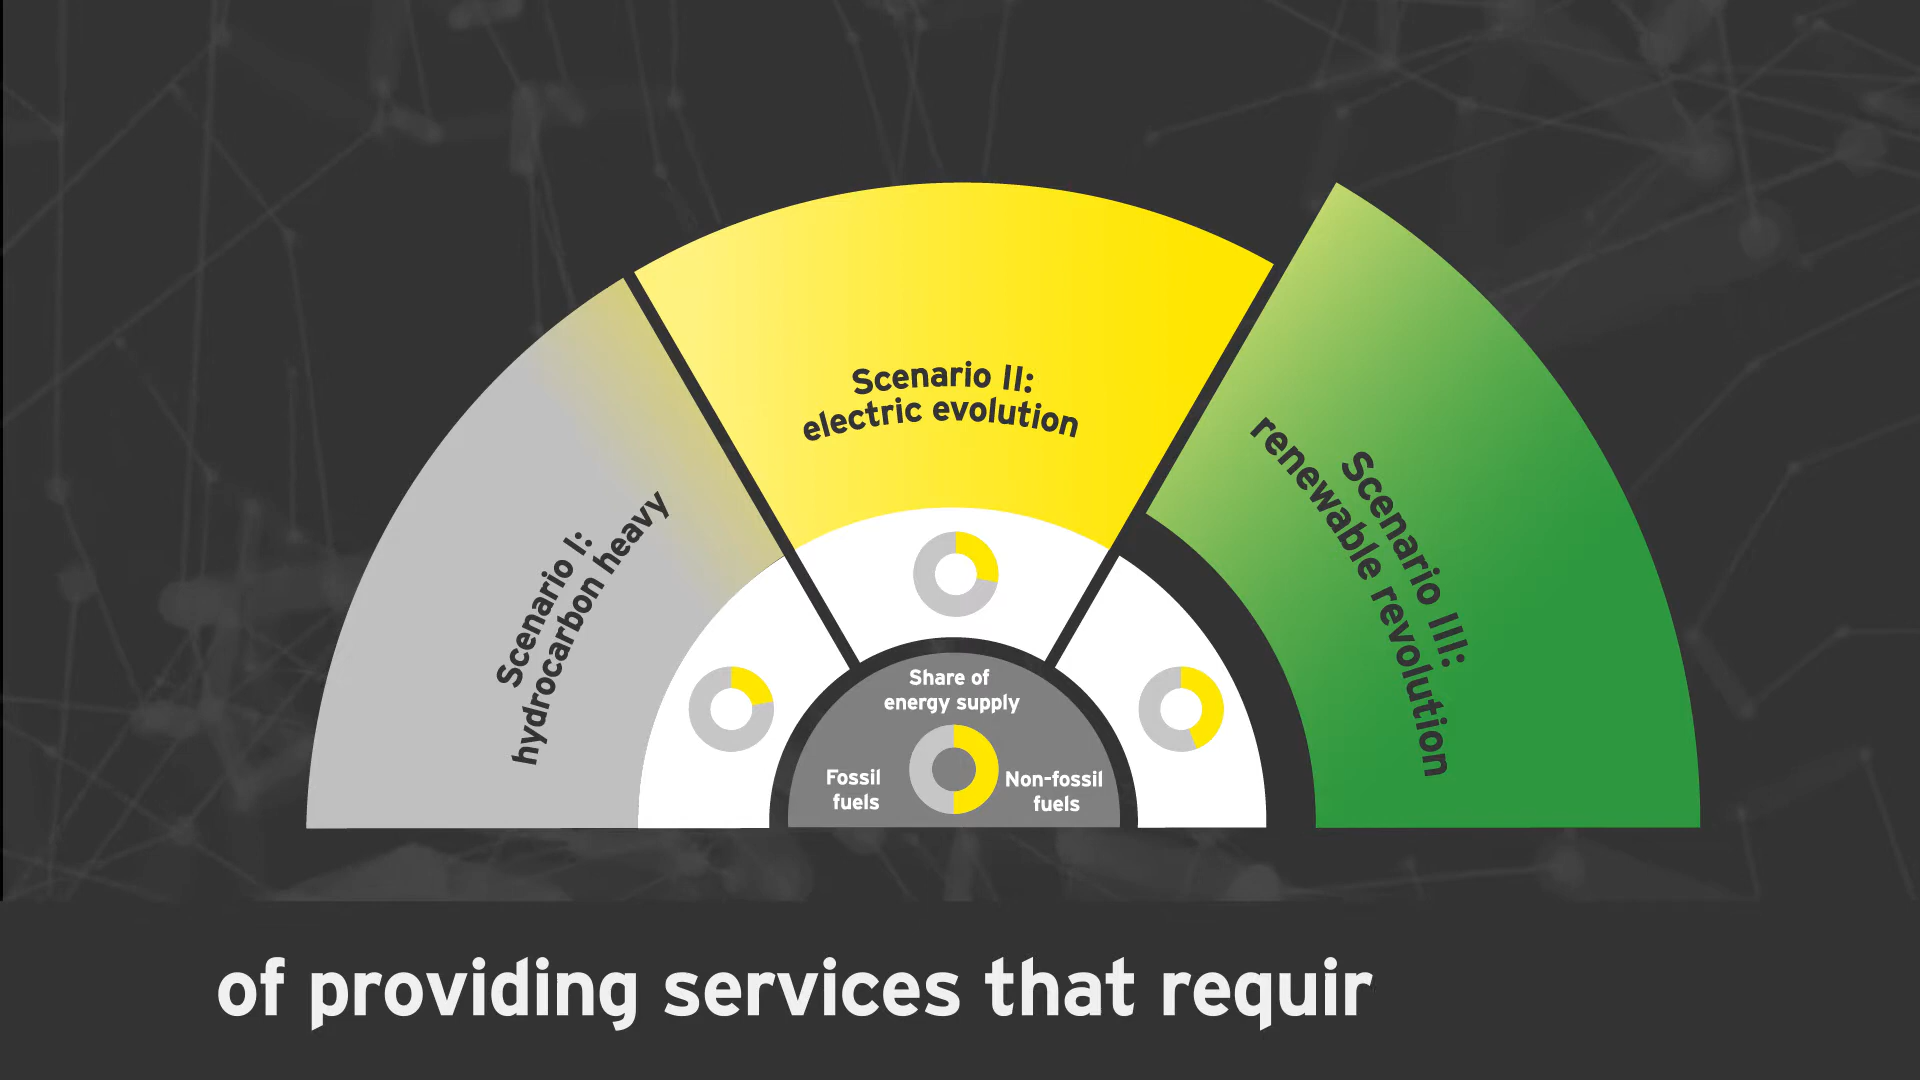 Scenario I:
hydrocarbon heavy
Scenario II:
electric evolution
Scenario III:
renewable revolution
Share of
energy supply
Fossil
fuels
Non-fossil
fuels
of providing services that requir